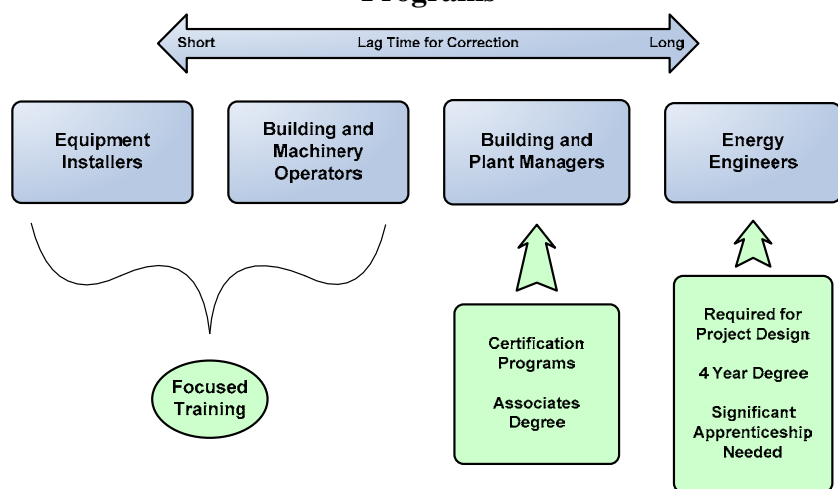 Programs
Short Lag Time for Correction Long
Equipment
Installers
Building and
Machinery
Operators
Building and
Plant Managers
Energy
Engineers
Focused
Training
Certification
Programs
Associates
Degree
Required for
Project Design
4 Year Degree
Significant
Apprenticeship
Needed